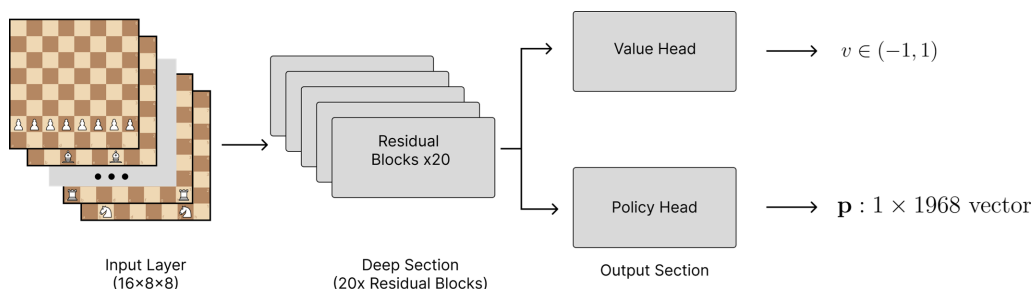 Value Head
v ∈ (−1, 1)
Residual
Blocks x20
Policy Head
p : 1 × 1968 vector
Input Layer
(16×8×8)
Deep Section
(20x Residual Blocks)
Output Section